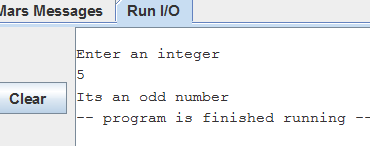 Mars Messages Run I/O
Enter an integer
5
Clear
Its an odd number
-- program is finished running --